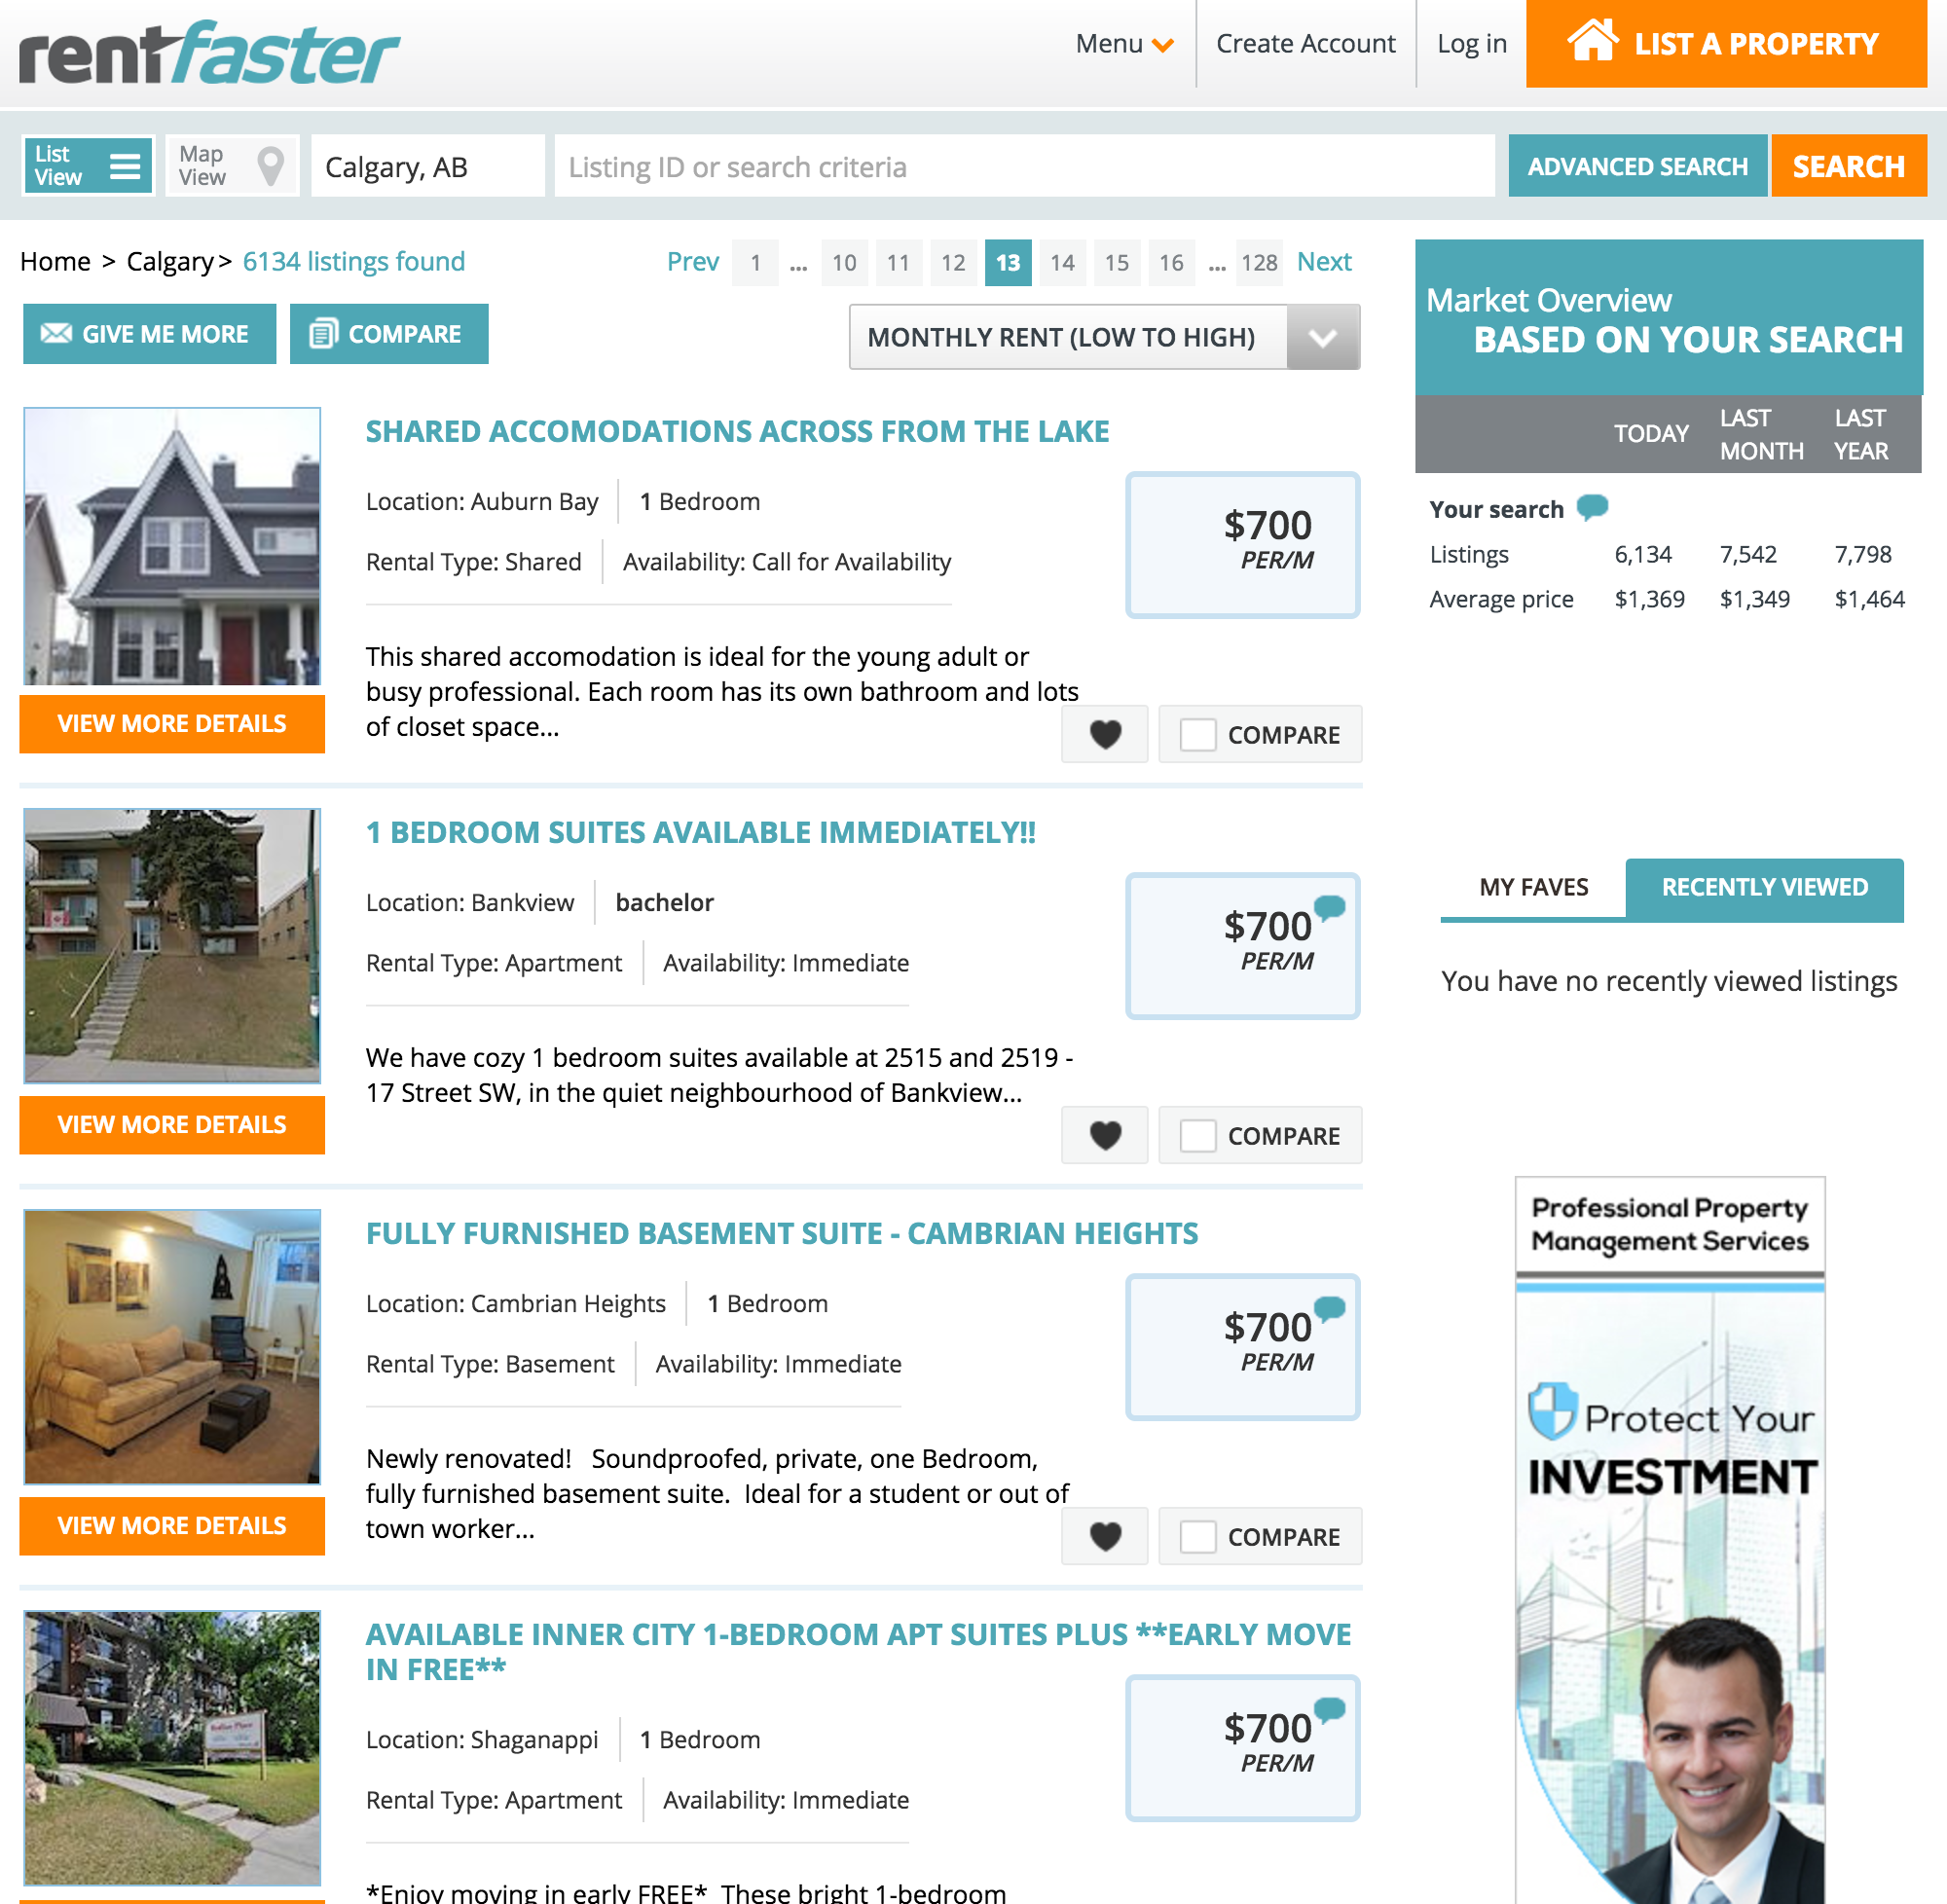 rentfaster
Menu
Create Account
Log in
LIST A PROPERTY
List
View
Map
View
Calgary, AB
Listing ID or search criteria
ADVANCED SEARCH
SEARCH
Home > Calgary > 6134 listings found
Prev 1 ... 10 11 12 13 14 15 16 ... 128 Next
GIVE ME MORE
COMPARE
MONTHLY RENT (LOW TO HIGH)
SHARED ACCOMODATIONS ACROSS FROM THE LAKE
Location: Auburn Bay 1 Bedroom
Rental Type: Shared Availability: Call for Availability
$700
PER/M
This shared accomodation is ideal for the young adult or
busy professional. Each room has its own bathroom and lots
of closet space...
VIEW MORE DETAILS
COMPARE
1 BEDROOM SUITES AVAILABLE IMMEDIATELY!!
Location: Bankview bachelor
Rental Type: Apartment Availability: Immediate
$700
PER/M
We have cozy 1 bedroom suites available at 2515 and 2519 -
17 Street SW, in the quiet neighbourhood of Bankview...
VIEW MORE DETAILS
COMPARE
FULLY FURNISHED BASEMENT SUITE - CAMBRIAN HEIGHTS
Location: Cambrian Heights 1 Bedroom
Rental Type: Basement Availability: Immediate
$700
PER/M
Newly renovated! Soundproofed, private, one Bedroom,
fully furnished basement suite. Ideal for a student or out of
town worker...
VIEW MORE DETAILS
COMPARE
AVAILABLE INNER CITY 1-BEDROOM APT SUITES PLUS **EARLY MOVE
IN FREE**
Location: Shaganappi 1 Bedroom
Rental Type: Apartment Availability: Immediate
$700
PER/M
*Enjoy moving in early FREE* These bright 1-bedroom
Market Overview
BASED ON YOUR SEARCH
TODAY LAST MONTH LAST YEAR
Your search
Listings 6,134 7,542 7,798
Average price $1,369 $1,349 $1,464
MY FAVES
RECENTLY VIEWED
You have no recently viewed listings
Professional Property
Management Services
Protect Your
INVESTMENT